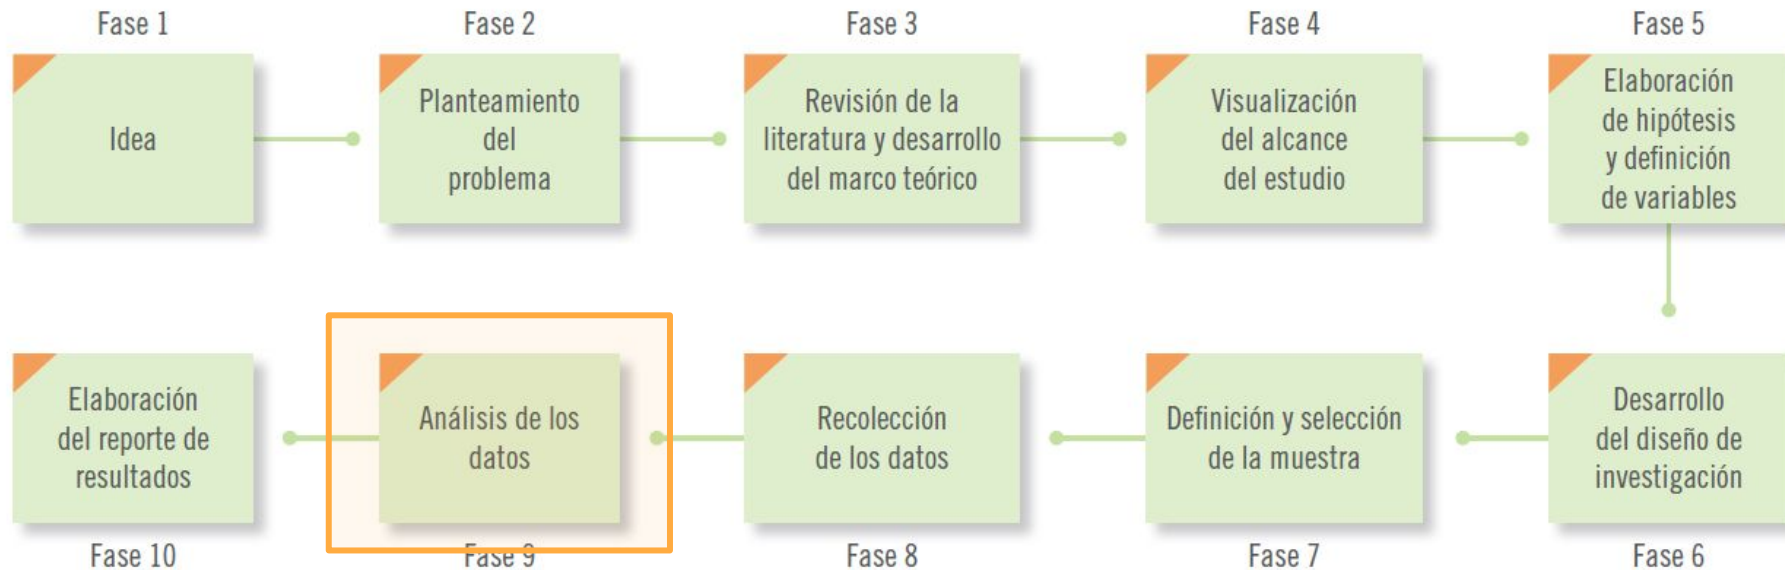 Fase 1
Idea
Fase 2
Planteamiento
del
problema
Fase 3
Revisión de la
literatura y desarrollo
del marco teórico
Fase 4
Visualización
del alcance
del estudio
Fase 5
Elaboración
de hipótesis
y definición
de variables
Desarrollo
del diseño de
investigación
Fase 6
Definición y selección
de la muestra
Fase 7
Recolección
de los datos
Fase 8
Análisis de los
datos
Fase 9
Elaboración
del reporte de
resultados
Fase 10